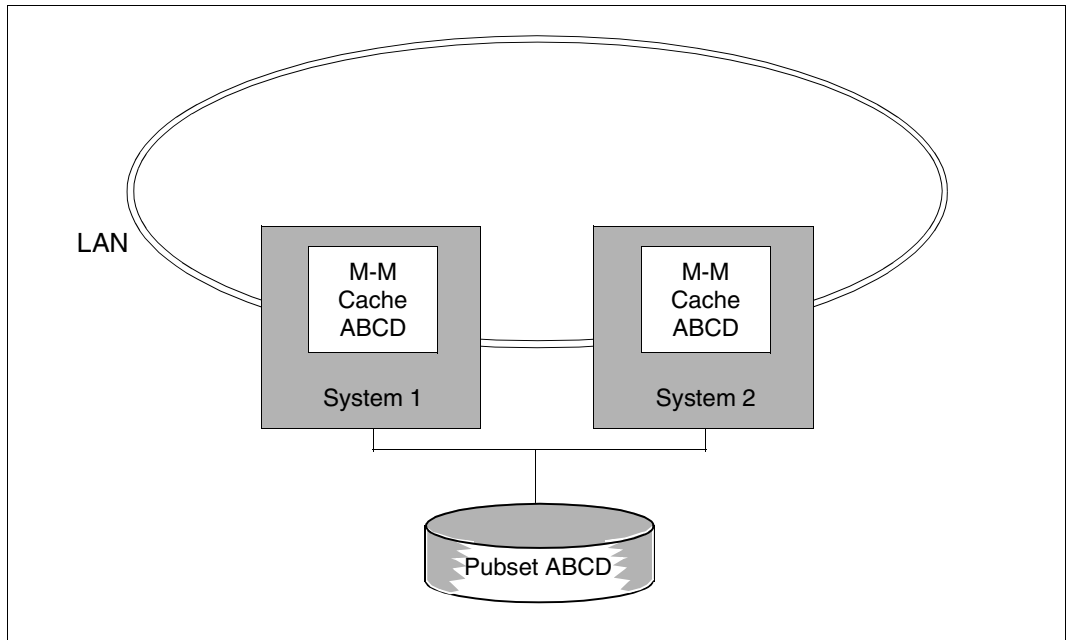 LAN
M-M
Cache
ABCD
System 1
M-M
Cache
ABCD
System 2
Pubset ABCD